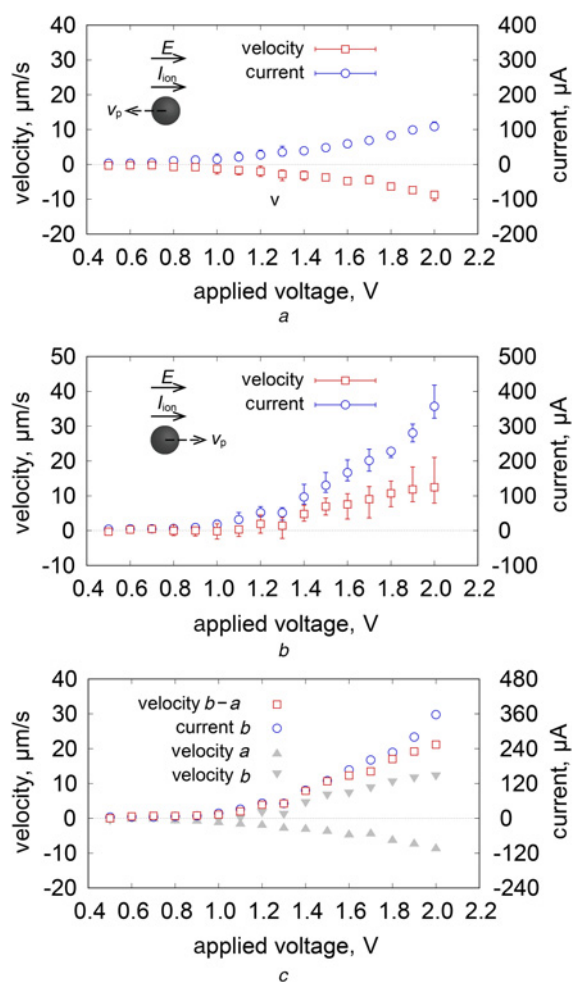 40
30
20
10
0
-10
-20
400
300
200
100
0
-100
-200
velocity, µm/s
current, µA
E
I_ion
v_p
velocity
current
v
0.4 0.6 0.8 1.0 1.2 1.4 1.6 1.8 2.0 2.2
applied voltage, V
a
50
40
30
20
10
0
-10
500
400
300
200
100
0
-100
velocity, µm/s
current, µA
E
I_ion
v_p
velocity
current
0.4 0.6 0.8 1.0 1.2 1.4 1.6 1.8 2.0 2.2
applied voltage, V
b
40
30
20
10
0
-10
-20
480
360
240
120
0
-120
-240
velocity, µm/s
current, µA
velocity b – a
current b
velocity a
velocity b
0.4 0.6 0.8 1.0 1.2 1.4 1.6 1.8 2.0 2.2
applied voltage, V
c